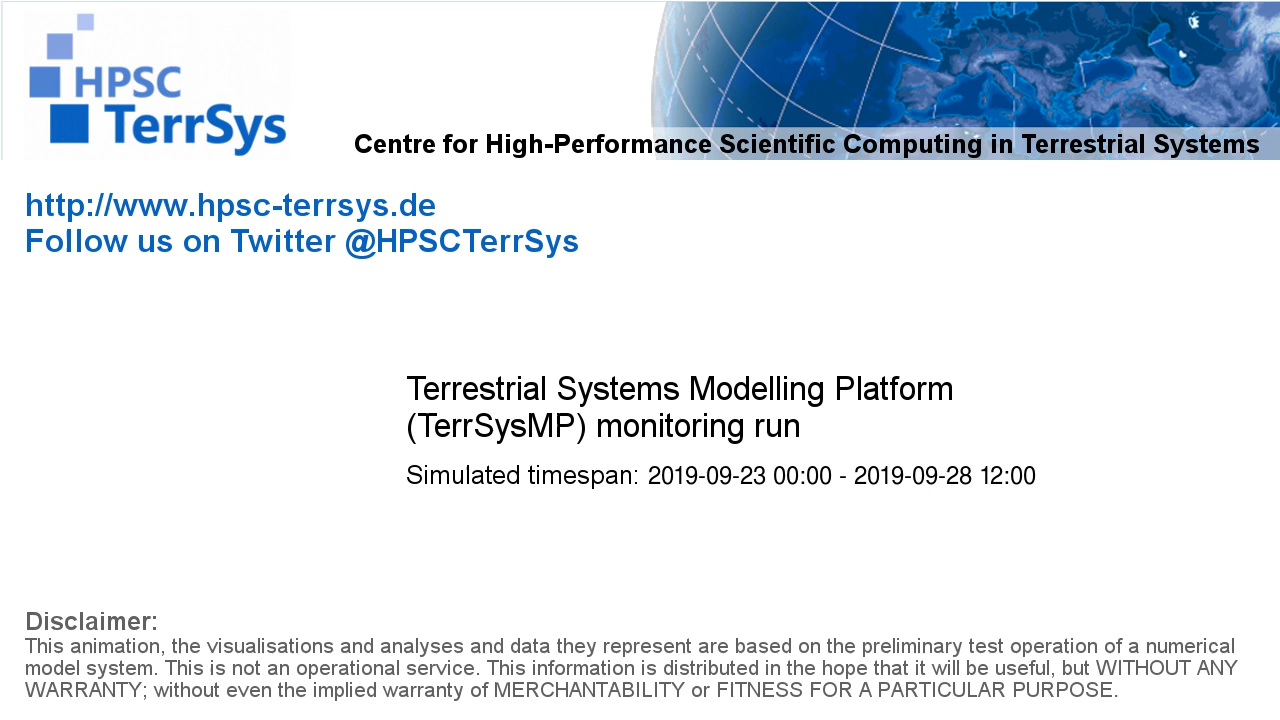 HPSC
TerrSys
Centre for High-Performance Scientific Computing in Terrestrial Systems
http://www.hpsc-terrsys.de
Follow us on Twitter @HPSCTerrSys
Terrestrial Systems Modelling Platform
(TerrSysMP) monitoring run
Simulated timespan: 2019-09-23 00:00 - 2019-09-28 12:00
Disclaimer:
This animation, the visualisations and analyses and data they represent are based on the preliminary test operation of a numerical
model system. This is not an operational service. This information is distributed in the hope that it will be useful, but WITHOUT ANY
WARRANTY; without even the implied warranty of MERCHANTABILITY or FITNESS FOR A PARTICULAR PURPOSE.